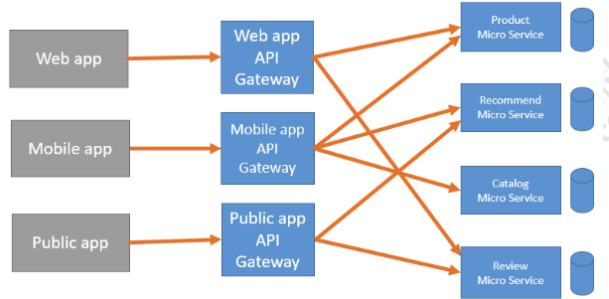 Web app
Web app
API
Gateway
Product
Micro Service
Mobile app
Mobile app
API
Gateway
Recommend
Micro Service
Catalog
Micro Service
Public app
Public app
API
Gateway
Review
Micro Service